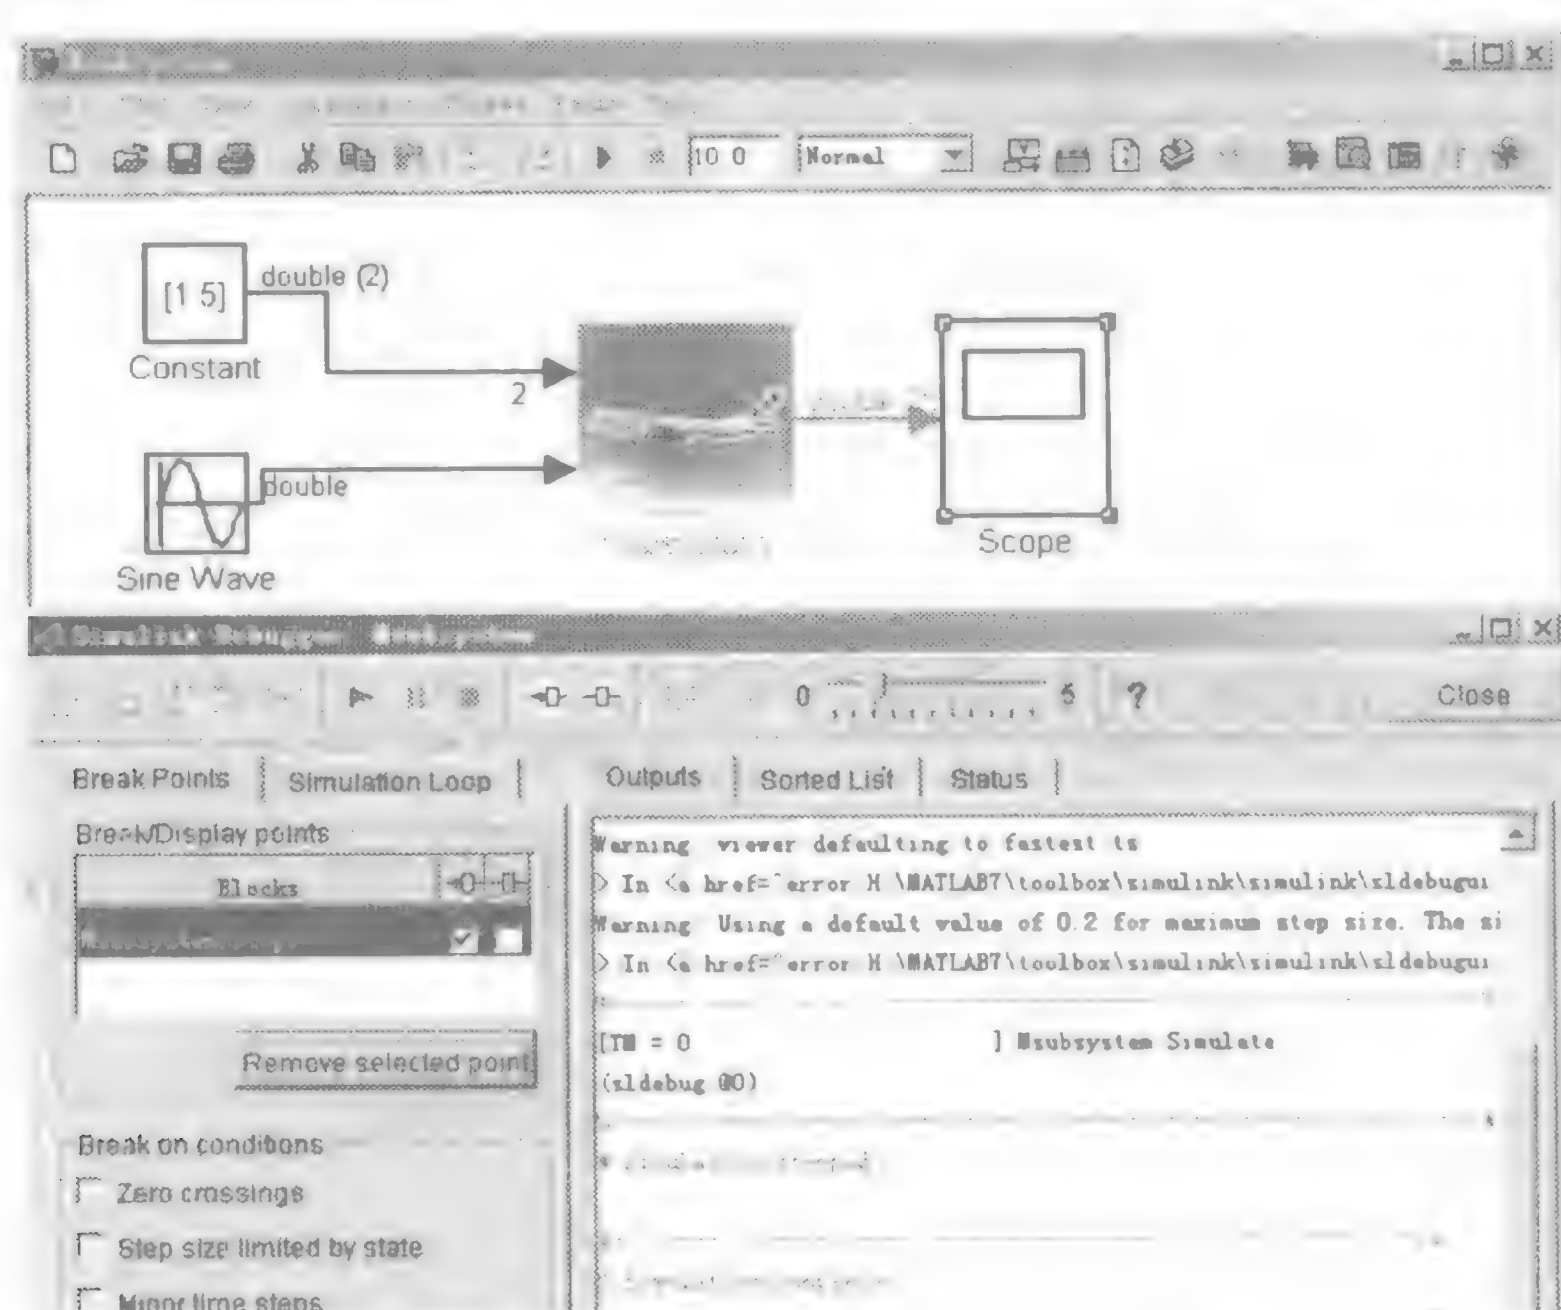 10 0 Normal
[1 5]
double (2)
Constant
2
double
Sine Wave
Scope
Simulink Debugger
0 5 ? Close
Break Points Simulation Loop
Outputs Sorted List Status
Break/Display points
Blocks
Remove selected point
Break on conditions
Zero crossings
Step size limited by state
Minor time steps
Warning viewer defaulting to fastest ts
> In <a href="error H \MATLAB7\toolbox\simulink\simulink\sldebugui
Warning Using a default value of 0.2 for maximum step size. The si
> In <a href="error H \MATLAB7\toolbox\simulink\simulink\sldebugui
[TM = 0 ] Msubsystem Simulate
(sldebug @0)